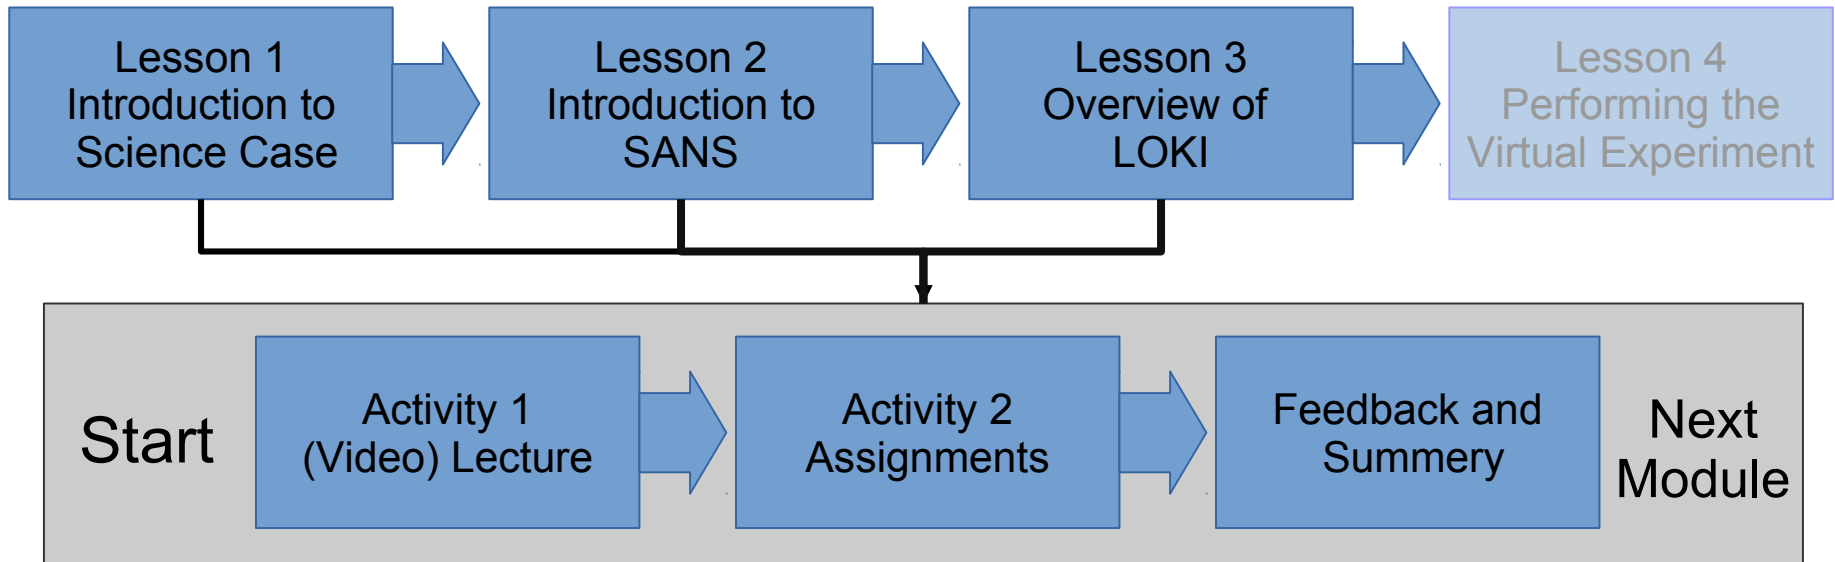 Lesson 1
Introduction to
Science Case
Lesson 2
Introduction to
SANS
Lesson 3
Overview of
LOKI
Lesson 4
Performing the
Virtual Experiment
Start
Activity 1
(Video) Lecture
Activity 2
Assignments
Feedback and
Summery
Next
Module